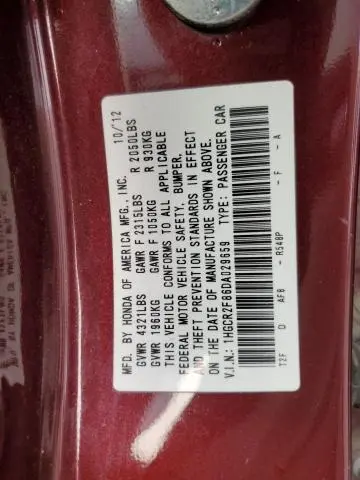 MFD. BY HONDA OF AMERICA MFG., INC. 10/12
GVWR 4321LBS GAWR F 2315LBS R 2050LBS
GVWR 1960KG GAWR F 1050KG R 930KG
THIS VEHICLE CONFORMS TO ALL APPLICABLE
FEDERAL MOTOR VEHICLE SAFETY, BUMPER,
AND THEFT PREVENTION STANDARDS IN EFFECT
ON THE DATE OF MANUFACTURE SHOWN ABOVE.
V.I.N.: 1HGCR2F86DA029659 TYPE: PASSENGER CAR
T2F D AFB - R548P - F - A